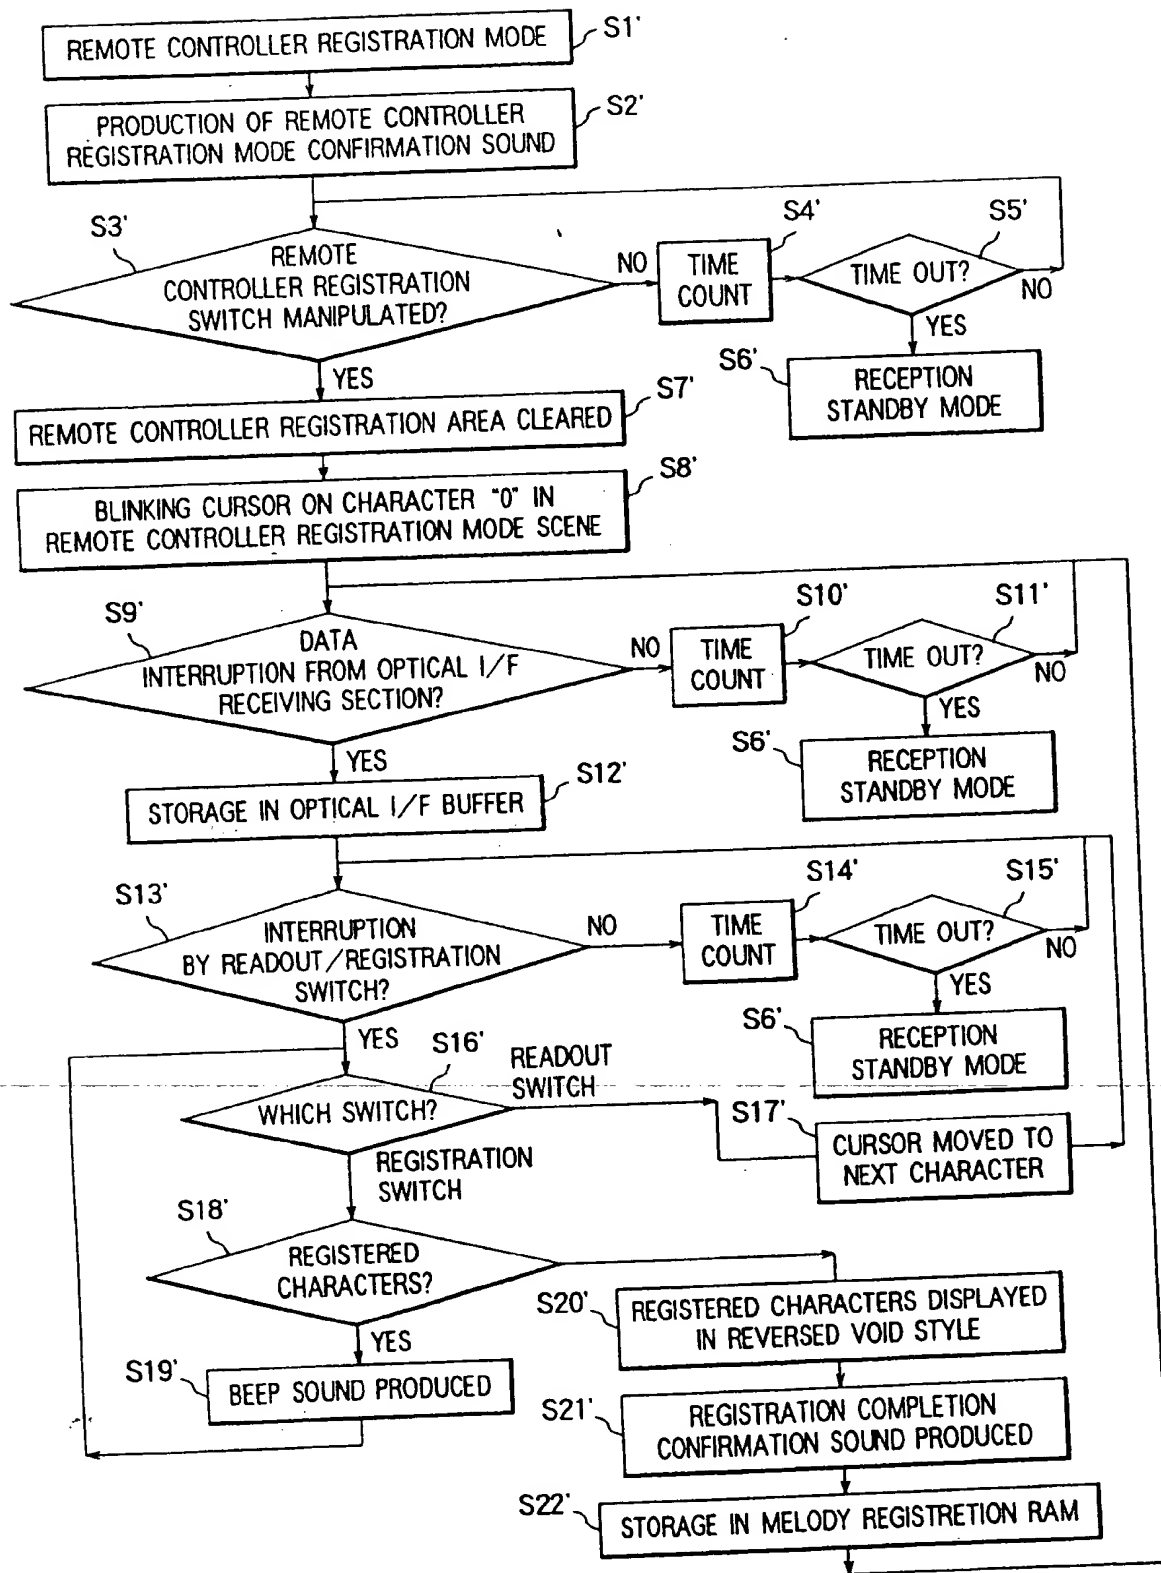 REMOTE CONTROLLER REGISTRATION MODE
S1'
PRODUCTION OF REMOTE CONTROLLER
REGISTRATION MODE CONFIRMATION SOUND
S2'
S3'
REMOTE
CONTROLLER REGISTRATION
SWITCH MANIPULATED?
NO
S4'
TIME
COUNT
S5'
TIME OUT?
NO
YES
S6'
RECEPTION
STANDBY MODE
YES
S7'
REMOTE CONTROLLER REGISTRATION AREA CLEARED
S8'
BLINKING CURSOR ON CHARACTER "0" IN
REMOTE CONTROLLER REGISTRATION MODE SCENE
S9'
DATA
INTERRUPTION FROM OPTICAL I/F
RECEIVING SECTION?
NO
S10'
TIME
COUNT
S11'
TIME OUT?
NO
YES
S6'
RECEPTION
STANDBY MODE
YES
S12'
STORAGE IN OPTICAL I/F BUFFER
S13'
INTERRUPTION
BY READOUT/REGISTRATION
SWITCH?
NO
S14'
TIME
COUNT
S15'
TIME OUT?
NO
YES
S6'
RECEPTION
STANDBY MODE
YES
S16'
WHICH SWITCH?
READOUT
SWITCH
S17'
CURSOR MOVED TO
NEXT CHARACTER
REGISTRATION
SWITCH
S18'
REGISTERED
CHARACTERS?
YES
S19'
BEEP SOUND PRODUCED
S20'
REGISTERED CHARACTERS DISPLAYED
IN REVERSED VOID STYLE
S21'
REGISTRATION COMPLETION
CONFIRMATION SOUND PRODUCED
S22'
STORAGE IN MELODY REGISTRETION RAM